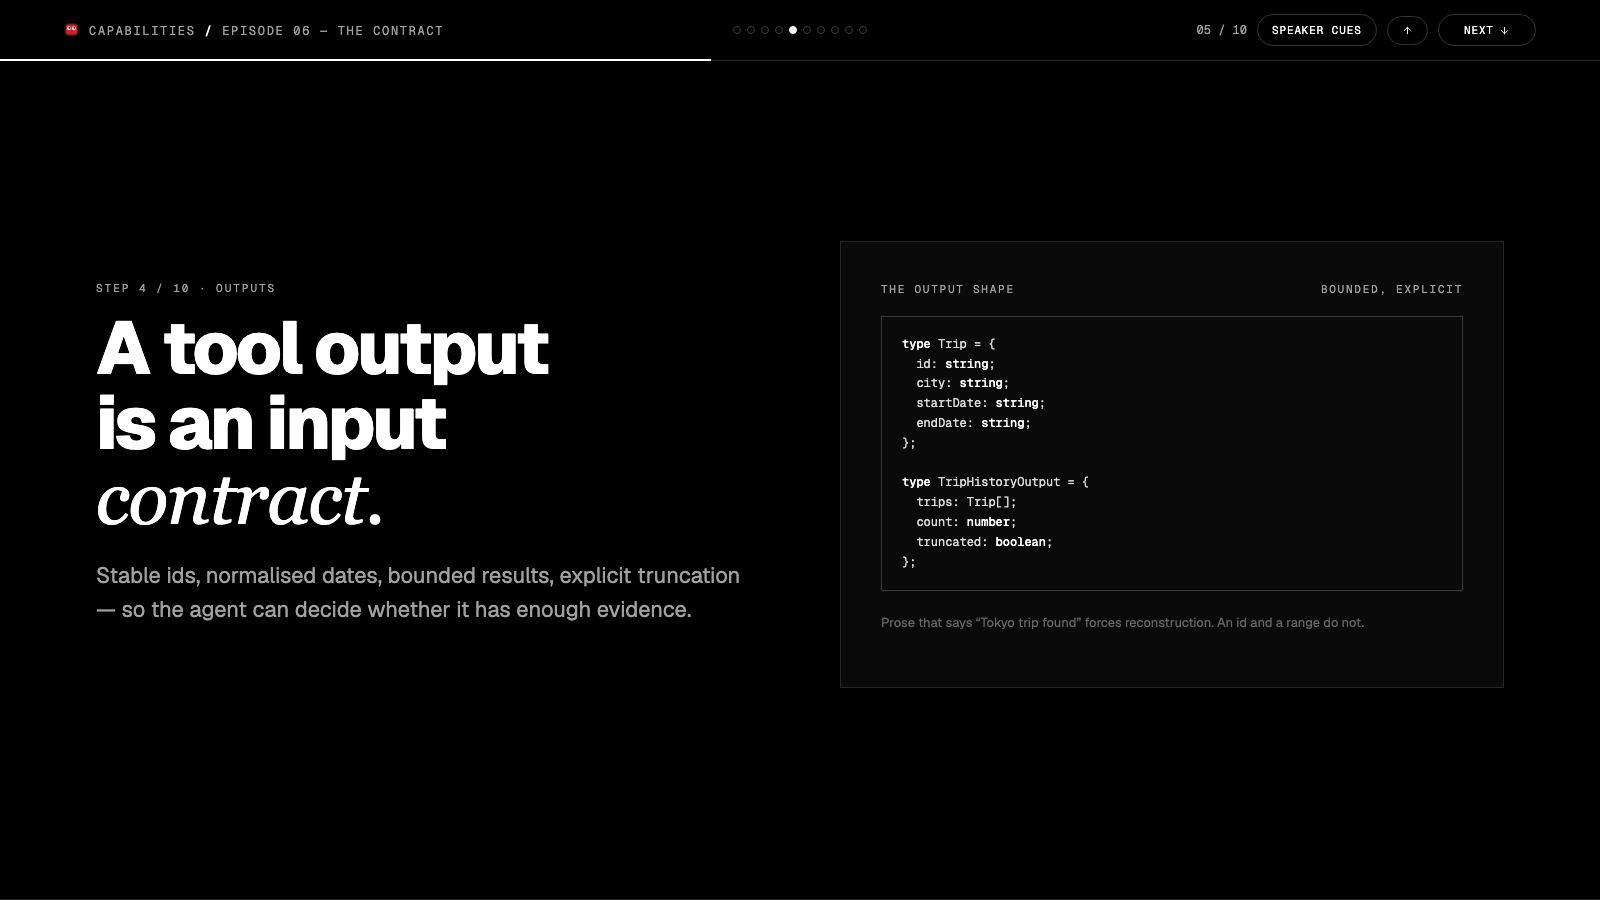 CAPABILITIES / EPISODE 06 — THE CONTRACT
05 / 10
SPEAKER CUES
↑
NEXT ↓
STEP 4 / 10 · OUTPUTS
A tool output
is an input
contract.
Stable ids, normalised dates, bounded results, explicit truncation
— so the agent can decide whether it has enough evidence.
THE OUTPUT SHAPE
BOUNDED, EXPLICIT
type Trip = {
  id: string;
  city: string;
  startDate: string;
  endDate: string;
};
type TripHistoryOutput = {
  trips: Trip[];
  count: number;
  truncated: boolean;
};
Prose that says “Tokyo trip found” forces reconstruction. An id and a range do not.